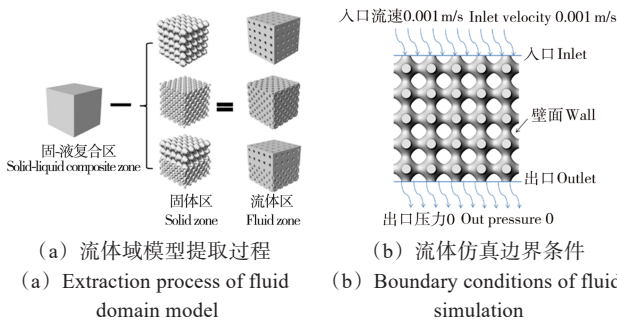 固-液复合区
Solid-liquid composite zone
固体区
Solid zone
流体区
Fluid zone
(a) 流体域模型提取过程
(a) Extraction process of fluid
domain model
入口流速0.001 m/s Inlet velocity 0.001 m/s
入口 Inlet
壁面 Wall
出口 Outlet
出口压力0 Out pressure 0
(b) 流体仿真边界条件
(b) Boundary conditions of fluid
simulation